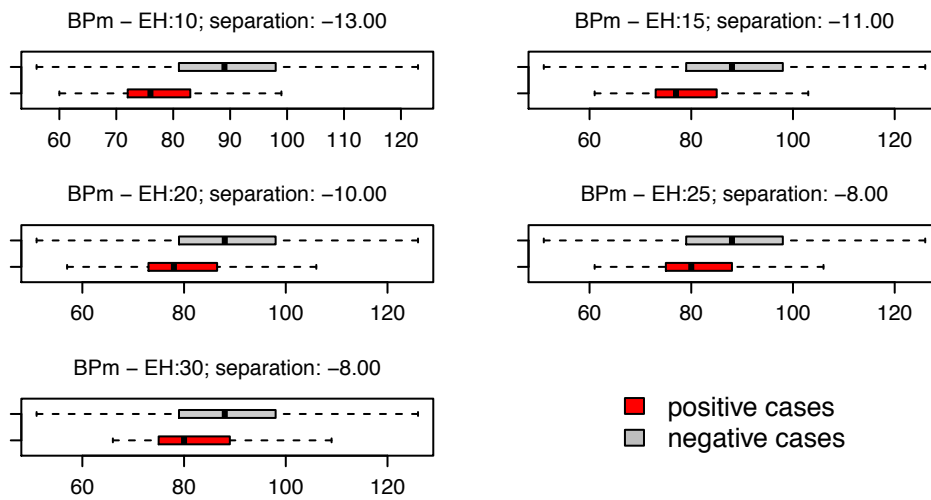 BPm − EH:10; separation: −13.00
60 70 80 90 100 110 120
BPm − EH:15; separation: −11.00
60 80 100 120
BPm − EH:20; separation: −10.00
60 80 100 120
BPm − EH:25; separation: −8.00
60 80 100 120
BPm − EH:30; separation: −8.00
60 80 100 120
positive cases
negative cases